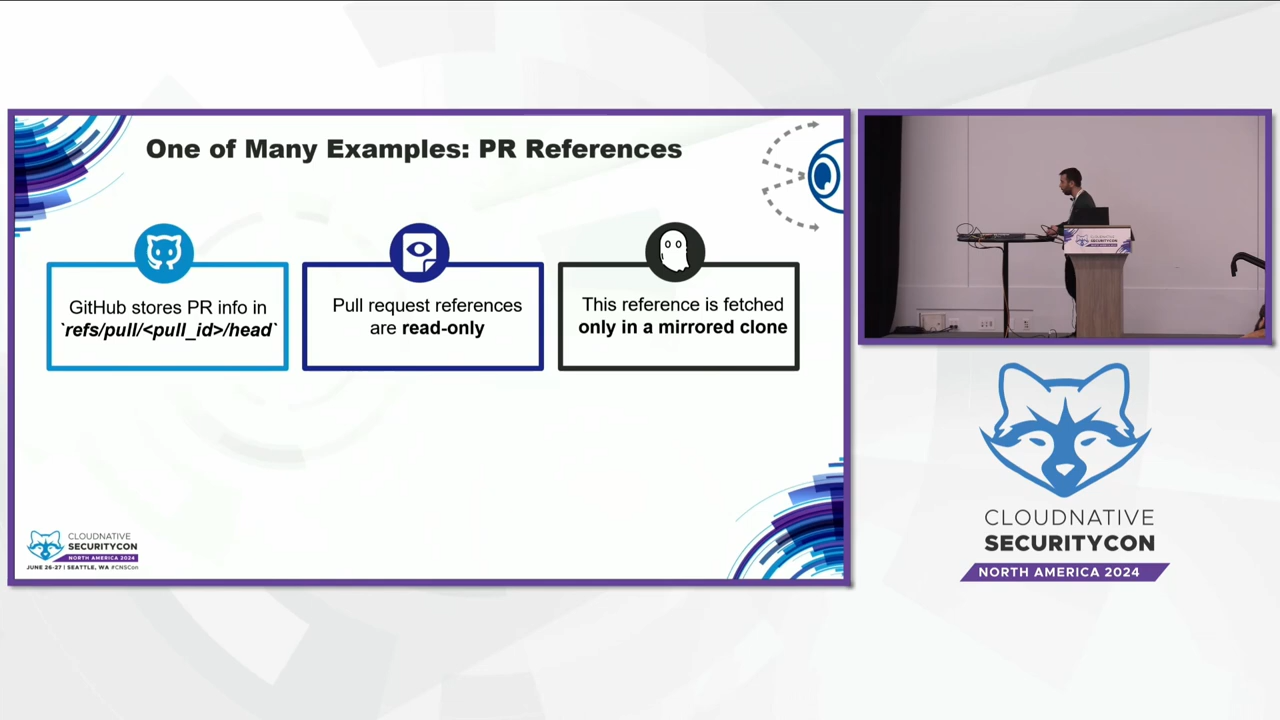 One of Many Examples: PR References
GitHub stores PR info in
`refs/pull/<pull_id>/head`
Pull request references
are read-only
This reference is fetched
only in a mirrored clone
CLOUDNATIVE
SECURITYCON
NORTH AMERICA 2024
JUNE 26-27 | SEATTLE, WA #CNSCon
CLOUDNATIVE
SECURITYCON
CLOUDNATIVE
SECURITYCON
NORTH AMERICA 2024